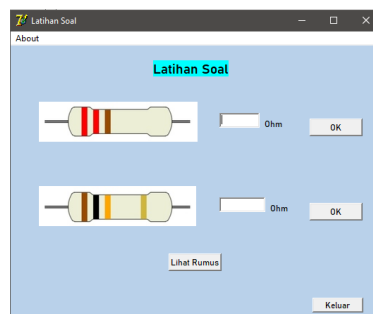 Latihan Soal
About
Latihan Soal
Ohm
OK
Ohm
OK
Lihat Rumus
Keluar